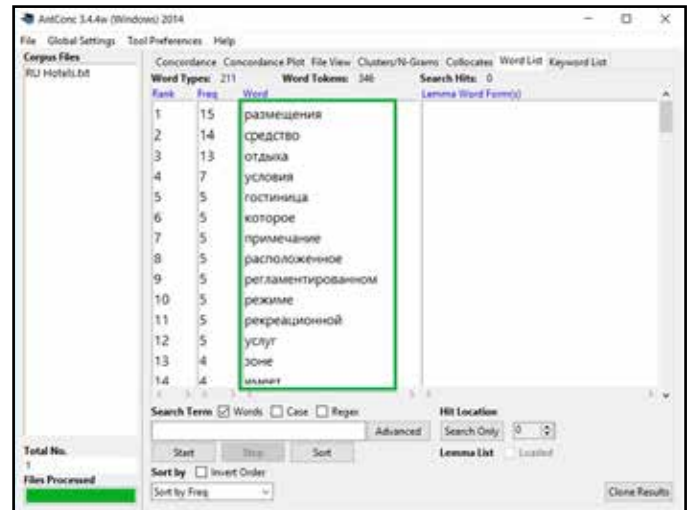 AntConc 3.4.4w (Windows) 2014
File Global Settings Tool Preferences Help
Corpus Files
RU Hotels.txt
Concordance Concordance Plot File View Clusters/N-Grams Collocates Word List Keyword List
Word Types: 211 Word Tokens: 346 Search Hits: 0
Rank Freq Word Lemma Word Form(s)
1 15 размещения
2 14 средство
3 13 отдыха
4 7 условия
5 5 гостиница
6 5 которое
7 5 примечание
8 5 расположенное
9 5 регламентированном
10 5 режиме
11 5 рекреационной
12 5 услуг
13 4 зоне
14 4 имеет
Search Term Words Case Regex Hit Location
Advanced Search Only 0
Start Stop Sort Lemma List Loaded
Sort by Invert Order
Sort by Freq Clone Results
Total No.
1
Files Processed